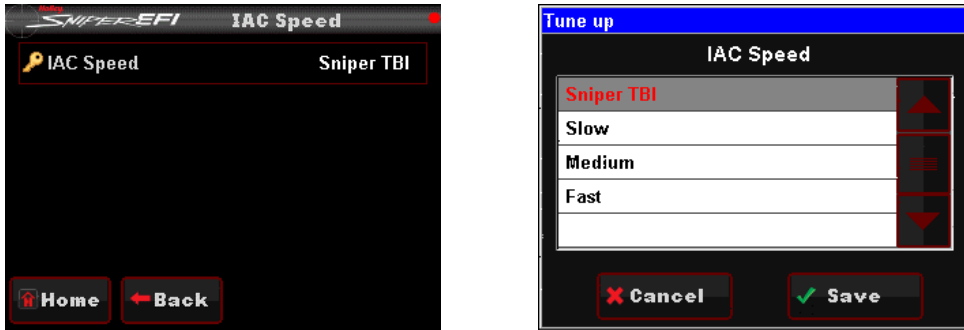 Holley
SNIPER EFI IAC Speed
IAC Speed Sniper TBI
Home Back
Tune up
IAC Speed
Sniper TBI
Slow
Medium
Fast
Cancel Save